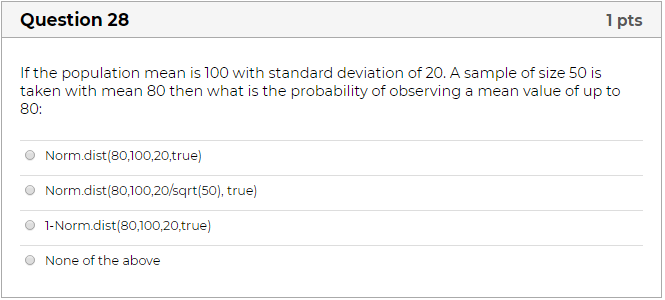 Question 28
1 pts
If the population mean is 100 with standard deviation of 20. A sample of size 50 is
taken with mean 80 then what is the probability of observing a mean value of up to
80:
Norm.dist(80,100,20,true)
Norm.dist(80,100,20/sqrt(50), true)
1-Norm.dist(80,100,20,true)
None of the above